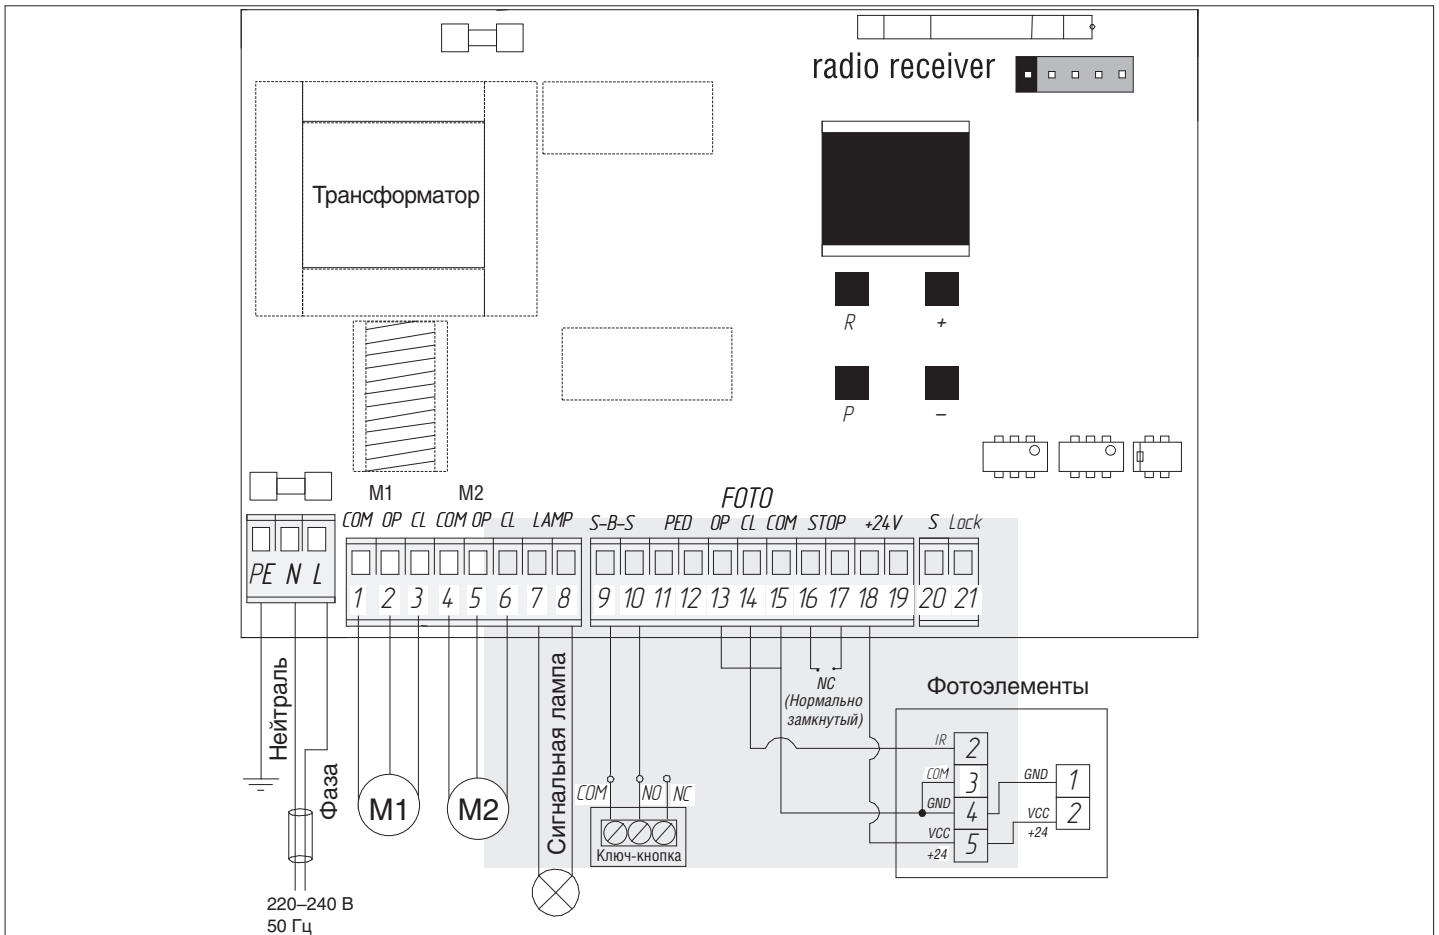 radio receiver
Трансформатор
R +
P –
M1 M2
FOTO
COM OP CL COM OP CL LAMP S-B-S PED OP CL COM STOP +24V S Lock
PE N L
1 2 3 4 5 6 7 8 9 10 11 12 13 14 15 16 17 18 19 20 21
Нейтраль
Фаза
220–240 В
50 Гц
M1
M2
Сигнальная лампа
COM NO NC
Ключ-кнопка
NC
(Нормально
замкнутый)
Фотоэлементы
IR 2
COM 3
GND 4
VCC 5
+24
GND 1
VCC 2
+24